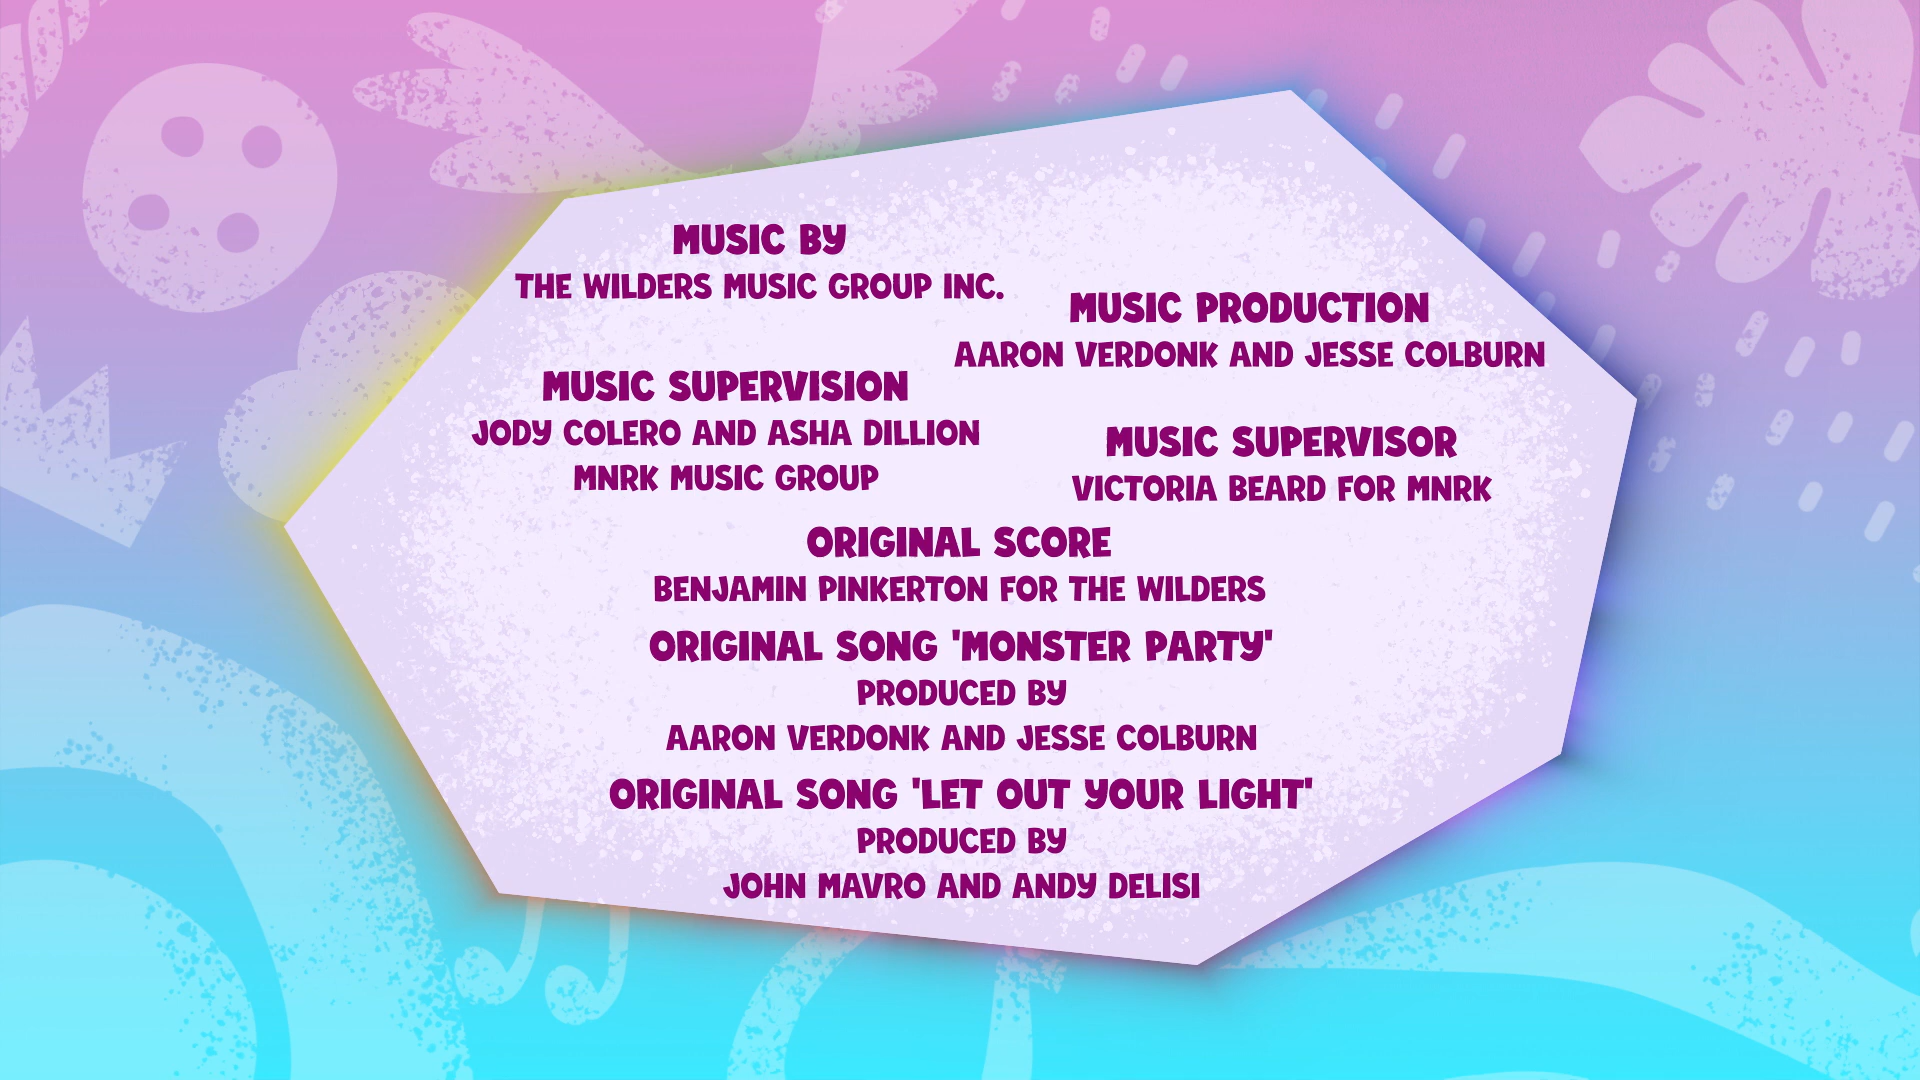 MUSIC BY
THE WILDERS MUSIC GROUP INC.
MUSIC PRODUCTION
AARON VERDONK AND JESSE COLBURN
MUSIC SUPERVISION
JODY COLERO AND ASHA DILLION
MNRK MUSIC GROUP
MUSIC SUPERVISOR
VICTORIA BEARD FOR MNRK
ORIGINAL SCORE
BENJAMIN PINKERTON FOR THE WILDERS
ORIGINAL SONG 'MONSTER PARTY'
PRODUCED BY
AARON VERDONK AND JESSE COLBURN
ORIGINAL SONG 'LET OUT YOUR LIGHT'
PRODUCED BY
JOHN MAVRO AND ANDY DELISI